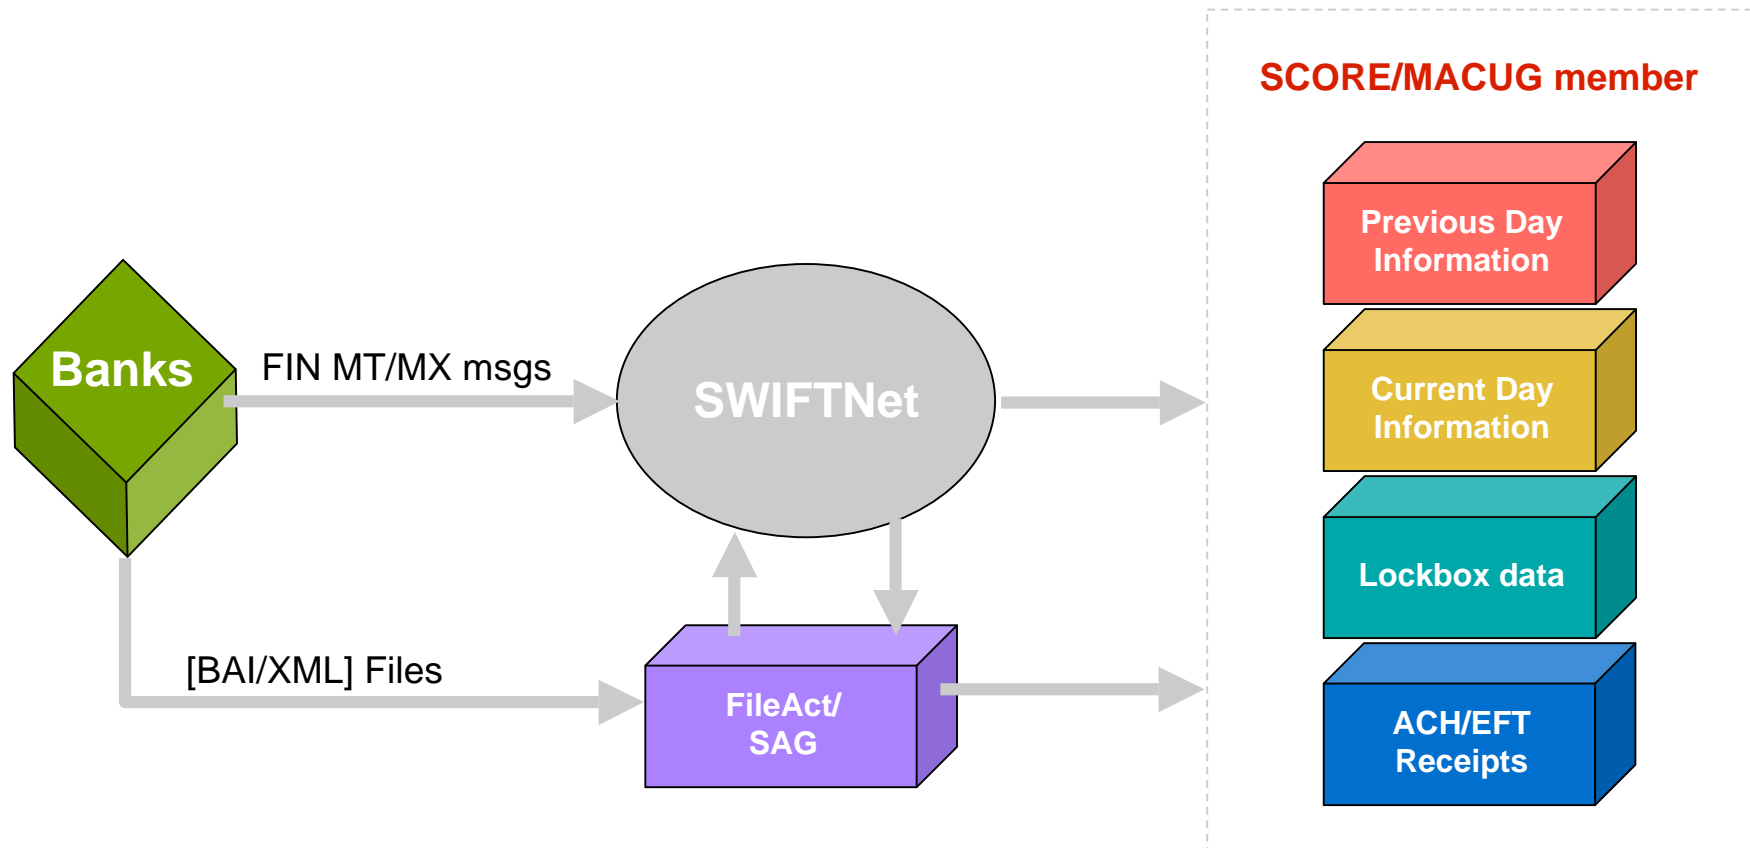 SCORE/MACUG member
Previous Day
Information
Banks
FIN MT/MX msgs
SWIFTNet
Current Day
Information
Lockbox data
[BAI/XML] Files
FileAct/
SAG
ACH/EFT
Receipts